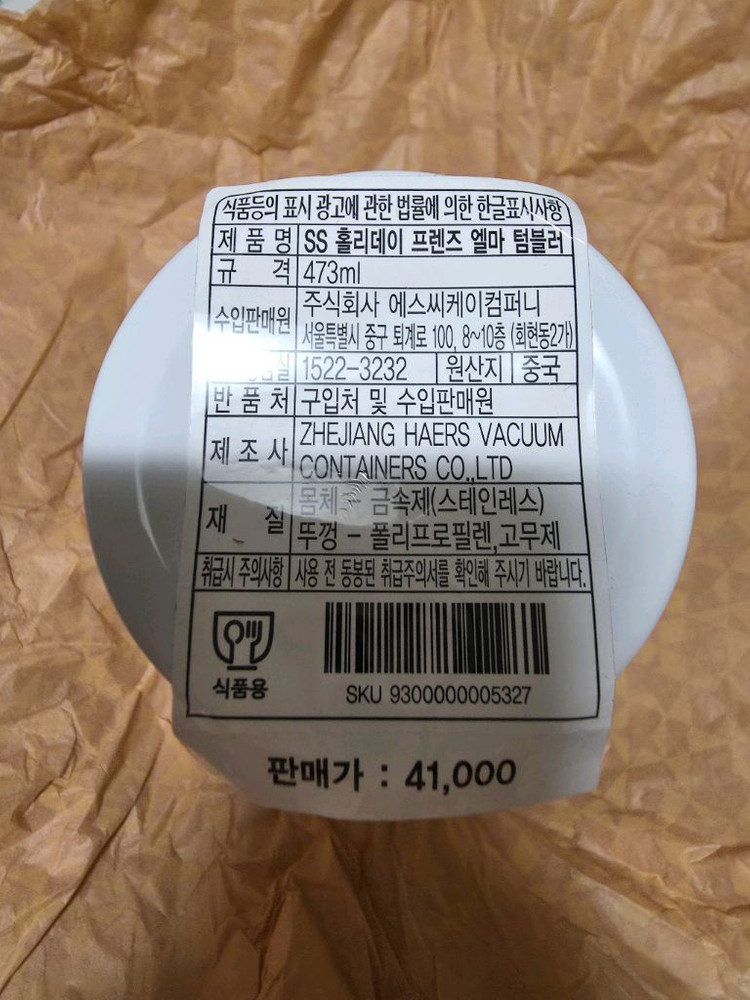 식품등의 표시 광고에 관한 법률에 의한 한글표시사항
제 품 명 SS 홀리데이 프렌즈 엘마 텀블러
규 격 473ml
수입판매원 주식회사 에스씨케이컴퍼니
서울특별시 중구 퇴계로 100, 8~10층 (회현동2가)
1522-3232 원산지 중국
반 품 처 구입처 및 수입판매원
제 조 사 ZHEJIANG HAERS VACUUM
CONTAINERS CO.,LTD
재 질 몸체 - 금속제(스테인레스)
뚜껑 - 폴리프로필렌,고무제
취급시 주의사항 사용 전 동봉된 취급주의서를 확인해 주시기 바랍니다.
식품용
SKU 9300000005327
판매가 : 41,000